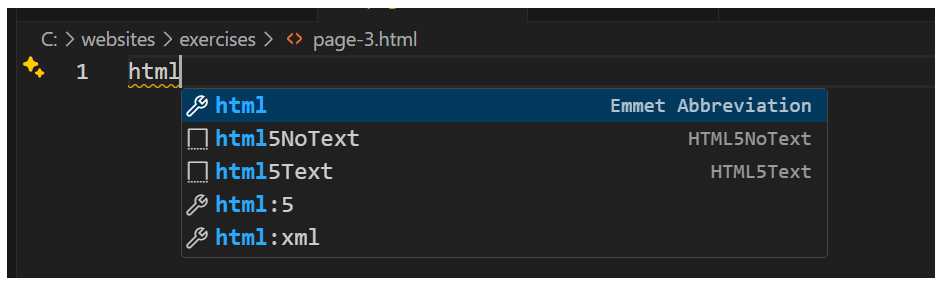 C: > websites > exercises > <> page-3.html
1 html
html Emmet Abbreviation
html5NoText HTML5NoText
html5Text HTML5Text
html:5
html:xml